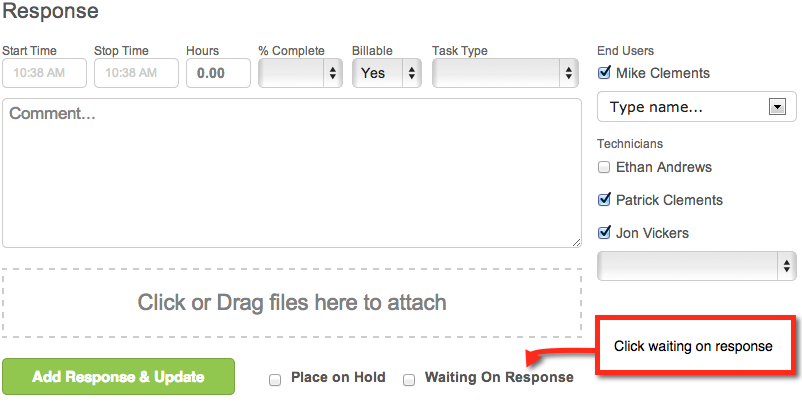 Response
Start Time Stop Time Hours % Complete Billable Task Type
10:38 AM 10:38 AM 0.00 Yes
Comment...
Click or Drag files here to attach
Add Response & Update Place on Hold Waiting On Response
End Users
Mike Clements
Type name...
Technicians
Ethan Andrews
Patrick Clements
Jon Vickers
Click waiting on response